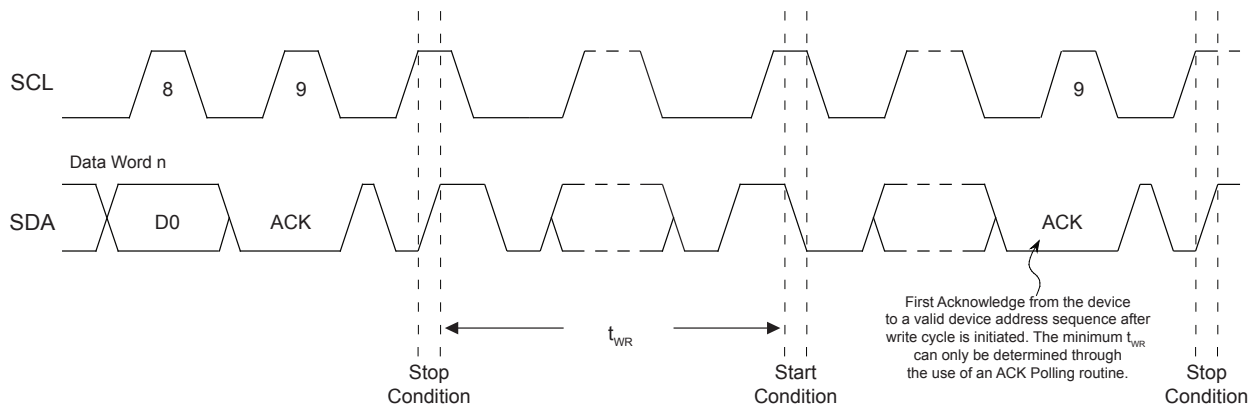 SCL
8
9
9
Data Word n
SDA
D0
ACK
ACK
First Acknowledge from the device
to a valid device address sequence after
write cycle is initiated. The minimum tWR
can only be determined through
the use of an ACK Polling routine.
tWR
Stop
Condition
Start
Condition
Stop
Condition